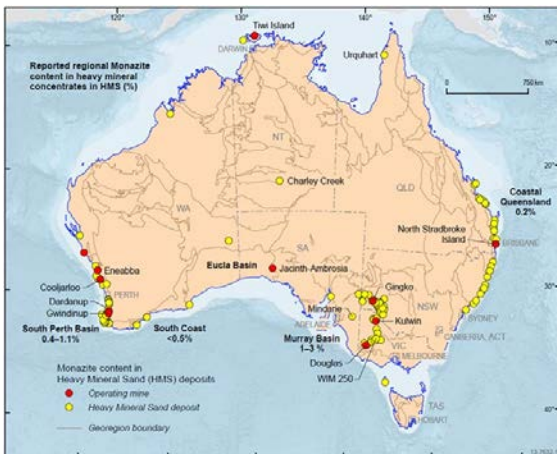 120°
130°
140°
150°
Tiwi Island
DARWIN
10°
Reported regional Monazite
content in heavy mineral
concentrates in HMS (%)
Urquhart
0
750 km
NT
20°
Charley Creek
QLD
Coastal
Queensland
0.2%
WA
North Stradbroke
Island
BRISBANE
SA
Eucla Basin
Jacinth-Ambrosia
Eneabba
Cooljarloo
PERTH
Dardanup
Gwindinup
Gingko
NSW
30°
Mindarie
ADELAIDE
Kulwin
SYDNEY
CANBERRA, ACT
South Perth Basin
0.4–1.1%
South Coast
<0.5%
Murray Basin
1–3 %
VIC
MELBOURNE
Douglas
WIM 250
Monazite content in
Heavy Mineral Sand (HMS) deposits
Operating mine
Heavy Mineral Sand deposit
Georegion boundary
TAS
HOBART
40°